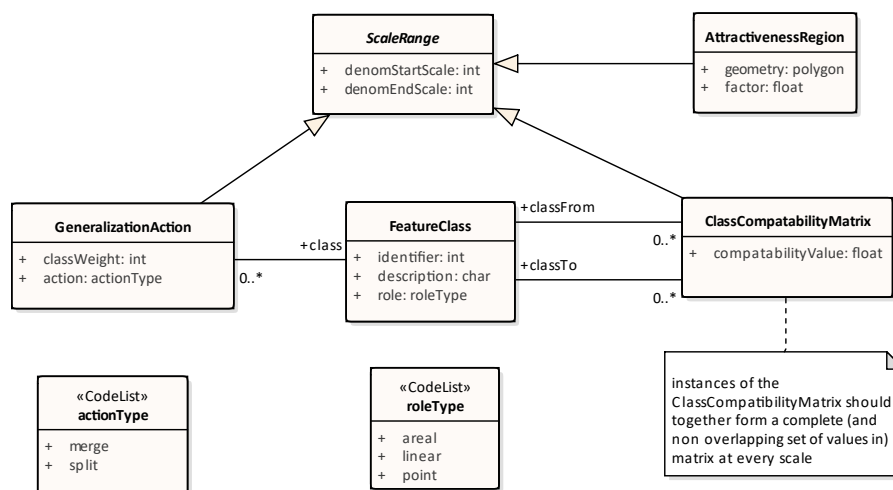 ScaleRange
+ denomStartScale: int
+ denomEndScale: int
AttractivenessRegion
+ geometry: polygon
+ factor: float
GeneralizationAction
+ classWeight: int
+ action: actionType
+class
0..*
FeatureClass
+ identifier: int
+ description: char
+ role: roleType
+classFrom
0..*
+classTo
0..*
ClassCompatabilityMatrix
+ compatabilityValue: float
«CodeList»
actionType
+ merge
+ split
«CodeList»
roleType
+ areal
+ linear
+ point
instances of the
ClassCompatibilityMatrix should
together form a complete (and
non overlapping set of values in)
matrix at every scale